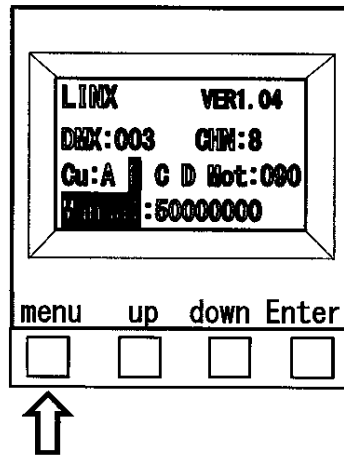 LINX VER1.04
DMX:003 CHN:8
Cu:A C D Mot:090
:50000000
menu up down Enter